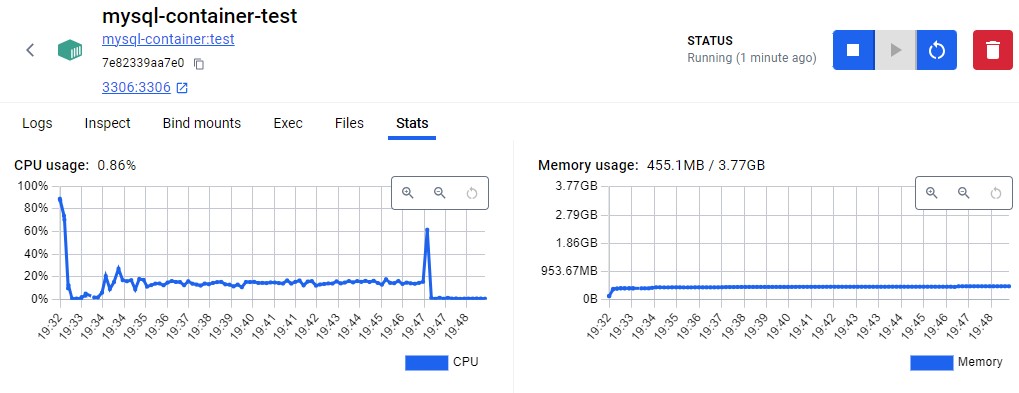 mysql-container-test
mysql-container:test
7e82339aa7e0
3306:3306
STATUS
Running (1 minute ago)
Logs Inspect Bind mounts Exec Files Stats
CPU usage: 0.86%
100%
80%
60%
40%
20%
0%
19:32 19:33 19:34 19:34 19:35 19:36 19:37 19:38 19:39 19:40 19:41 19:41 19:42 19:43 19:44 19:45 19:46 19:47 19:47 19:48
CPU
Memory usage: 455.1MB / 3.77GB
3.77GB
2.79GB
1.86GB
953.67MB
0B
19:32 19:33 19:34 19:35 19:36 19:37 19:38 19:39 19:40 19:41 19:42 19:43 19:43 19:44 19:45 19:46 19:47 19:48
Memory